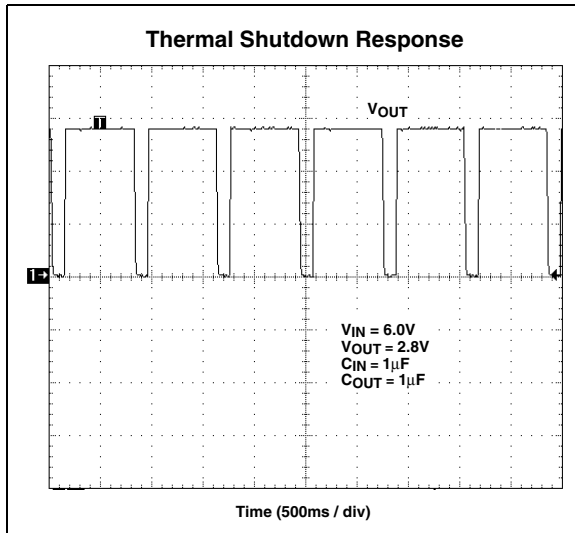 Thermal Shutdown Response
VOUT
1
VIN = 6.0V
VOUT = 2.8V
CIN = 1µF
COUT = 1µF
Time (500ms / div)